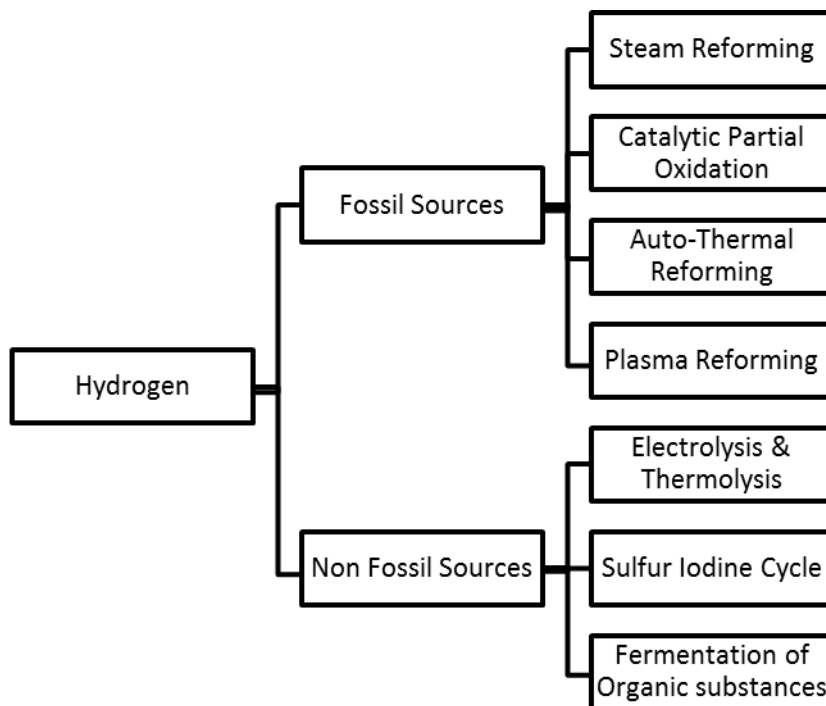 Steam Reforming
Catalytic Partial
Oxidation
Fossil Sources
Auto-Thermal
Reforming
Plasma Reforming
Hydrogen
Electrolysis &
Thermolysis
Non Fossil Sources
Sulfur Iodine Cycle
Fermentation of
Organic substances